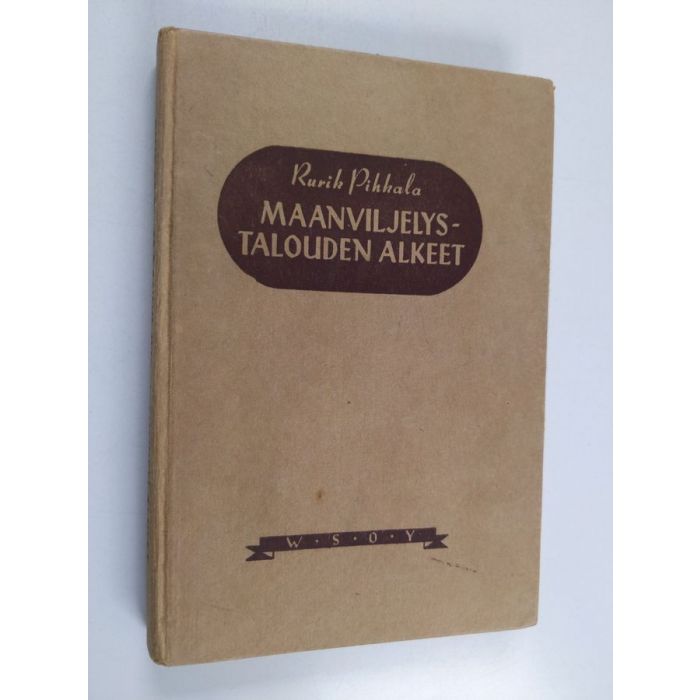 Rurik Pihkala
MAANVILJELYS-
TALOUDEN ALKEET
W·S·O·Y